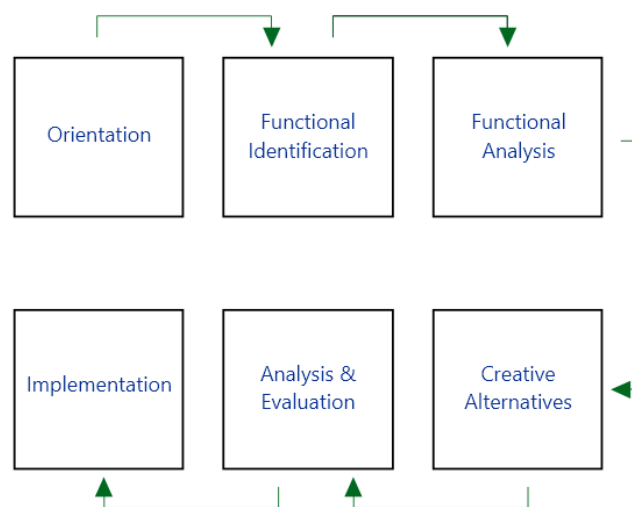 Orientation
Functional
Identification
Functional
Analysis
Implementation
Analysis &
Evaluation
Creative
Alternatives